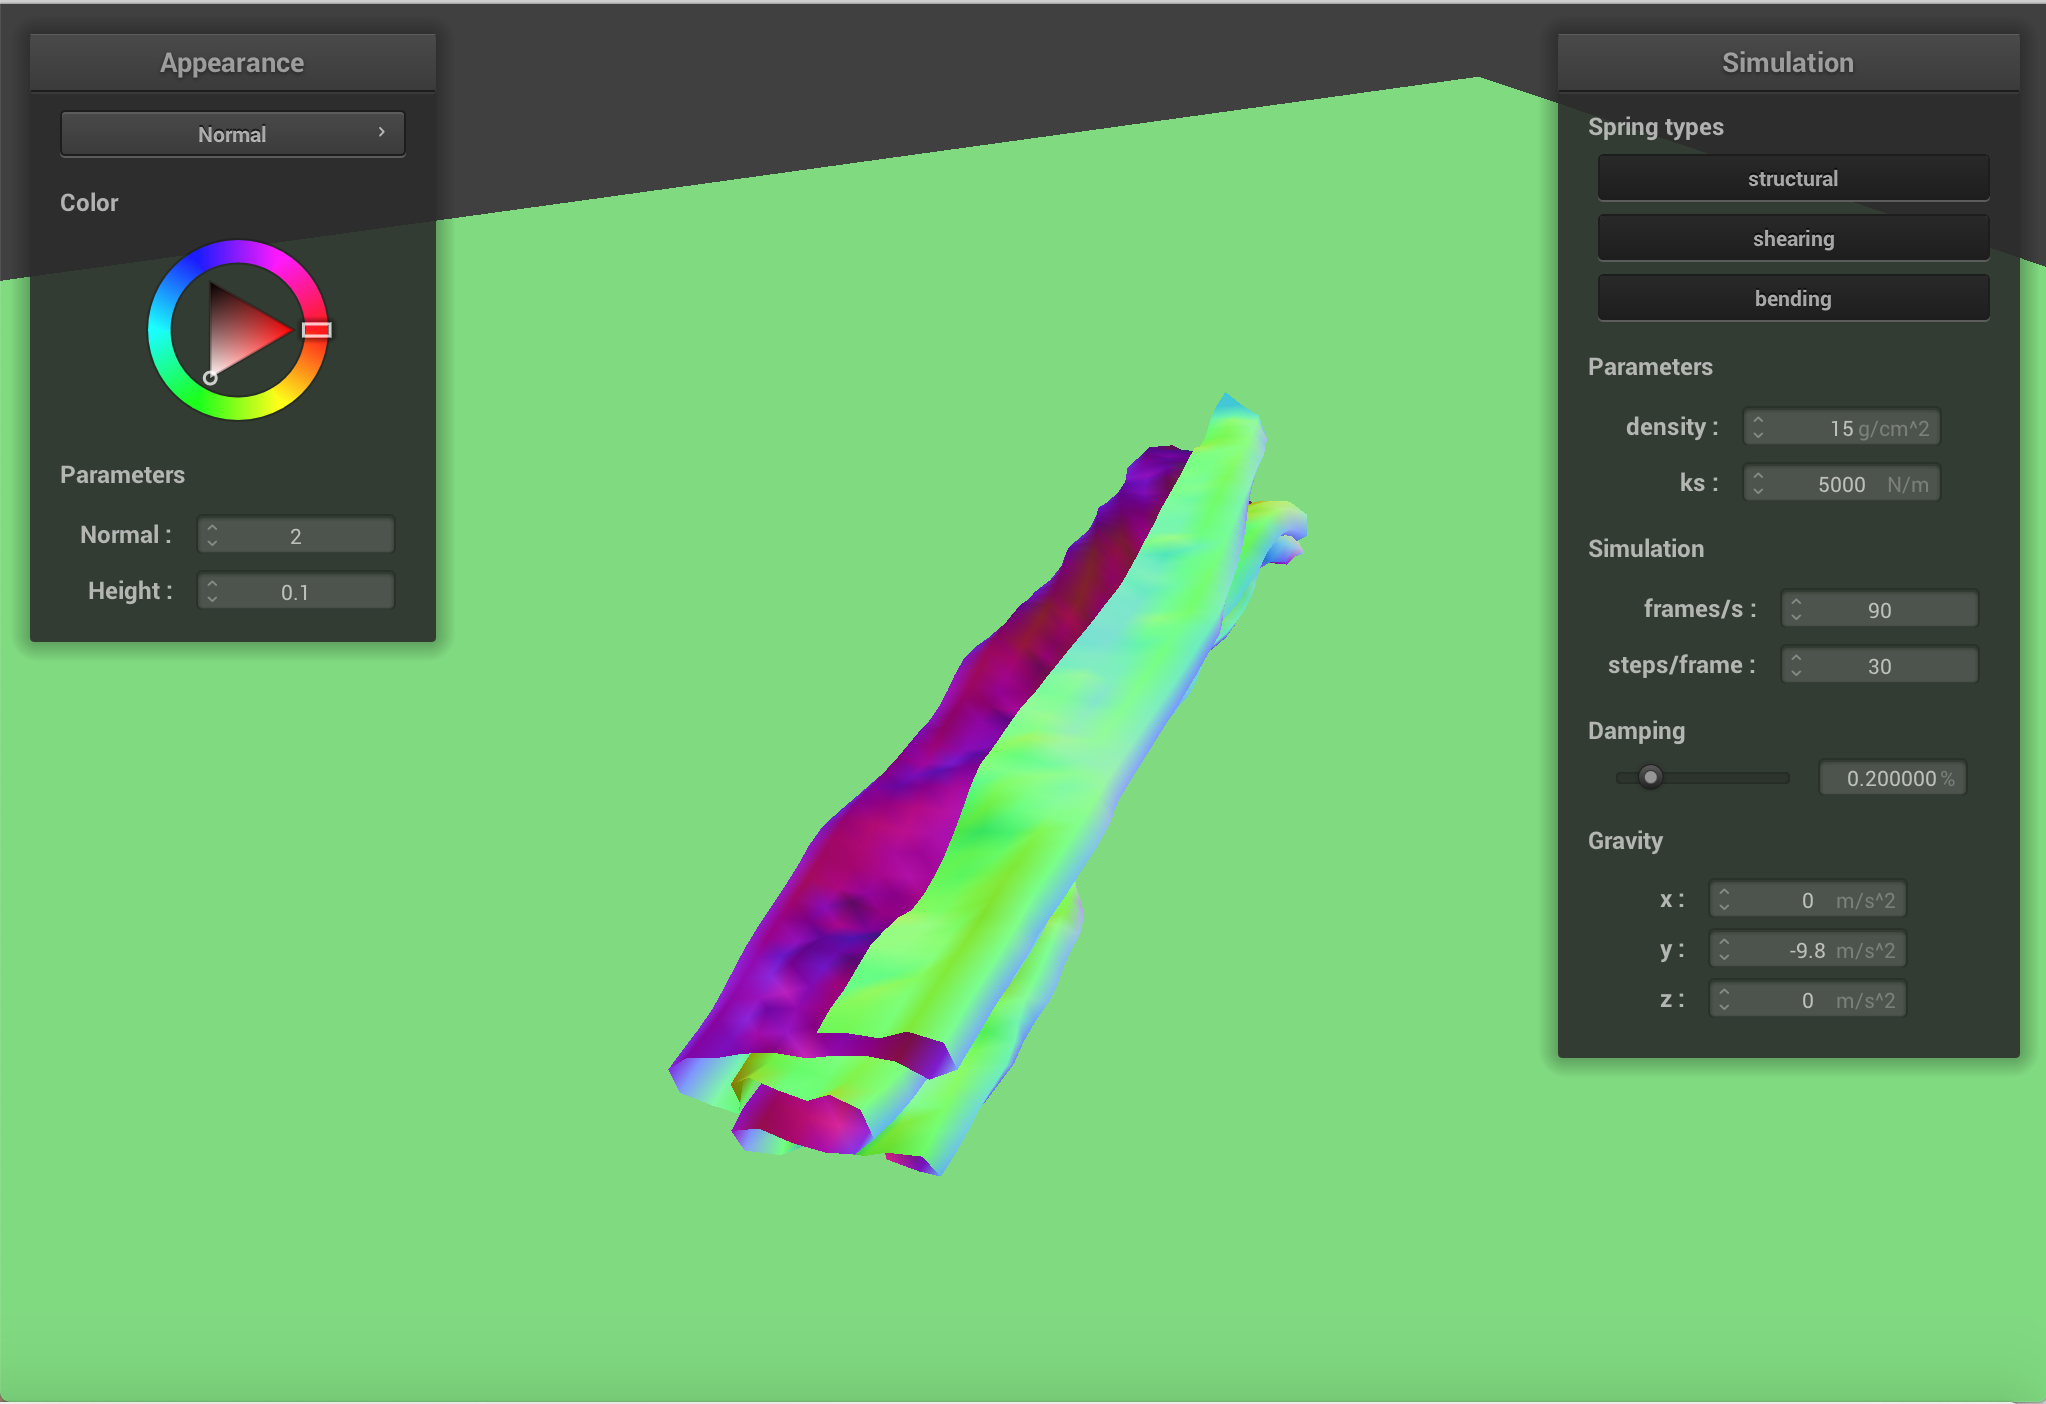 Appearance
Normal
Color
Parameters
Normal : 2
Height : 0.1
Simulation
Spring types
structural
shearing
bending
Parameters
density : 15 g/cm^2
ks : 5000 N/m
Simulation
frames/s : 90
steps/frame : 30
Damping
0.200000 %
Gravity
x : 0 m/s^2
y : -9.8 m/s^2
z : 0 m/s^2